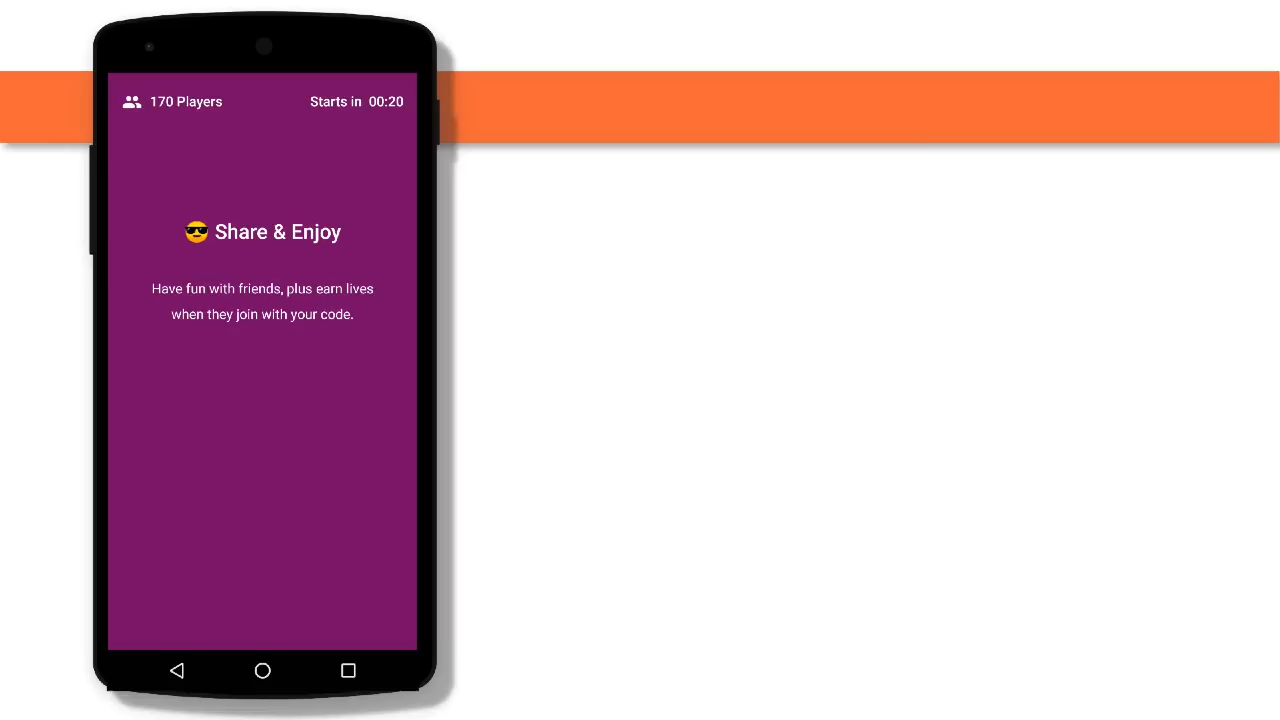 170 Players Starts in 00:20
😎 Share & Enjoy
Have fun with friends, plus earn lives
when they join with your code.